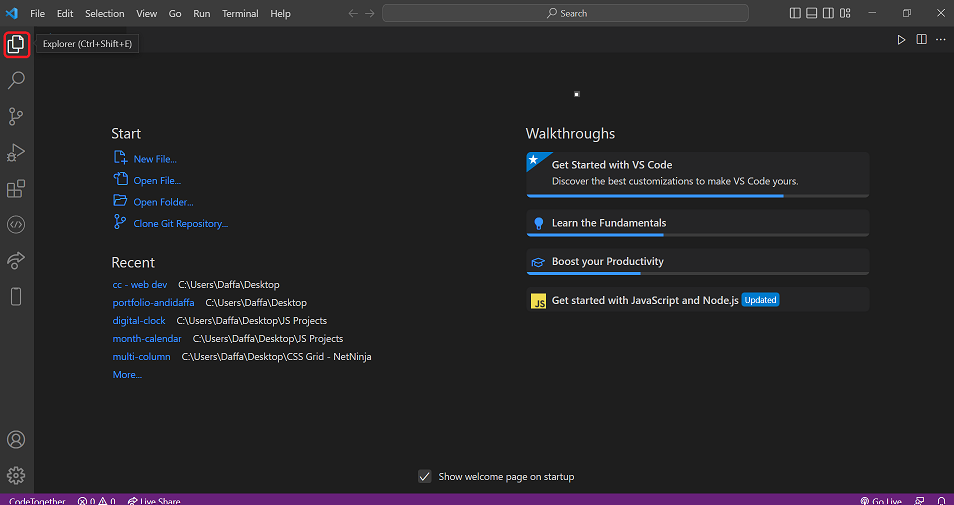 File Edit Selection View Go Run Terminal Help Search
Explorer (Ctrl+Shift+E)
Start
New File...
Open File...
Open Folder...
Clone Git Repository...
Recent
cc - web dev C:\Users\Daffa\Desktop
portfolio-andidaffa C:\Users\Daffa\Desktop
digital-clock C:\Users\Daffa\Desktop\JS Projects
month-calendar C:\Users\Daffa\Desktop\JS Projects
multi-column C:\Users\Daffa\Desktop\CSS Grid - NetNinja
More...
Walkthroughs
Get Started with VS Code
Discover the best customizations to make VS Code yours.
Learn the Fundamentals
Boost your Productivity
JS Get started with JavaScript and Node.js Updated
Show welcome page on startup
CodeTogether 0 0 Live Share Go Live